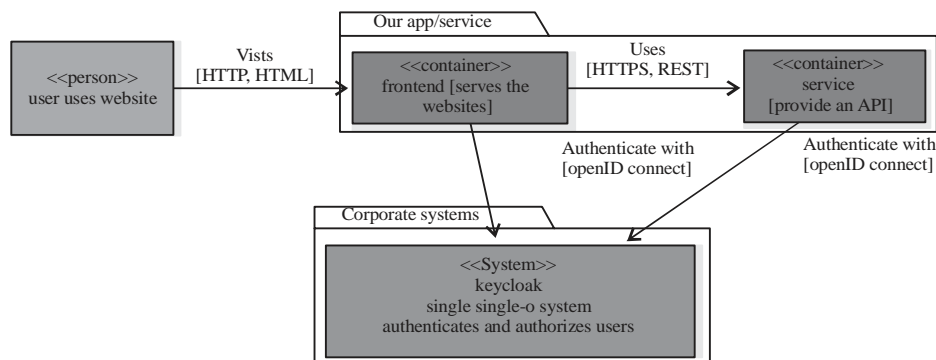 Our app/service
<<person>>
user uses website
Vists
[HTTP, HTML]
<<container>>
frontend [serves the
websites]
Uses
[HTTPS, REST]
<<container>>
service
[provide an API]
Authenticate with
[openID connect]
Authenticate with
[openID connect]
Corporate systems
<<System>>
keycloak
single single-o system
authenticates and authorizes users